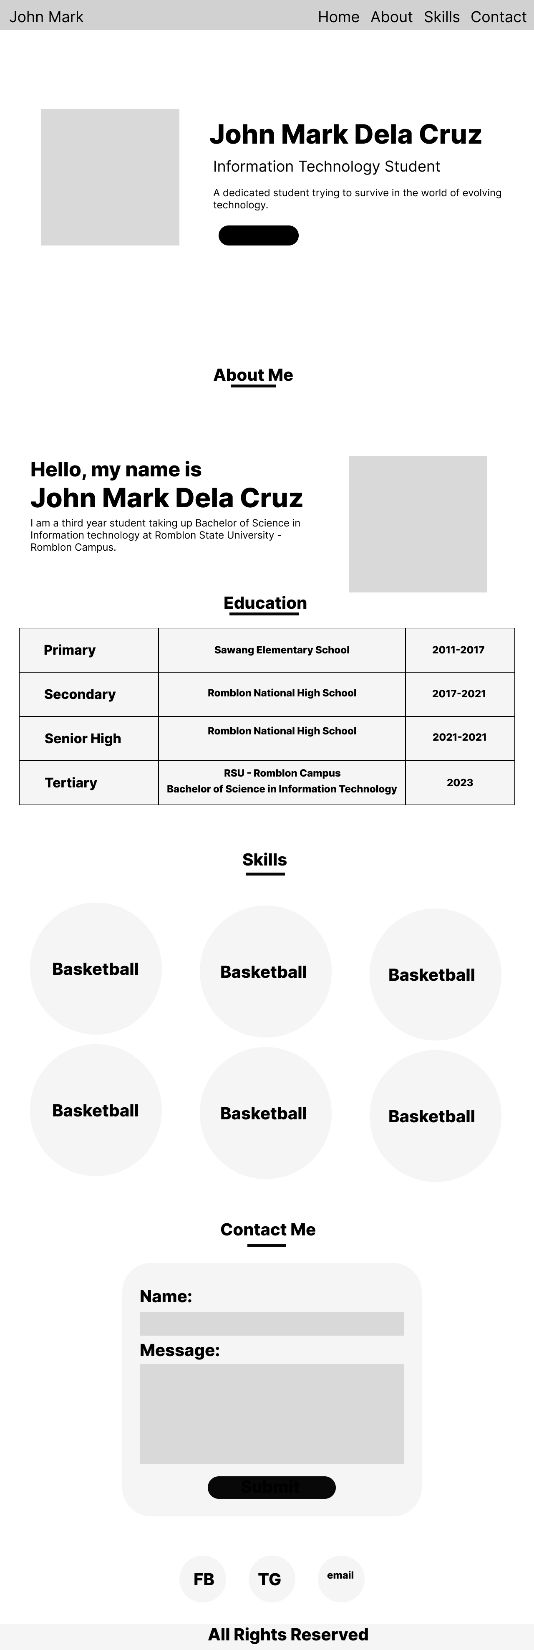 John Mark
Home About Skills Contact
John Mark Dela Cruz
Information Technology Student
A dedicated student trying to survive in the world of evolving
technology.
About Me
Hello, my name is
John Mark Dela Cruz
I am a third year student taking up Bachelor of Science in
Information technology at Romblon State University -
Romblon Campus.
Education
Primary Sawang Elementary School 2011-2017
Secondary Romblon National High School 2017-2021
Senior High Romblon National High School 2021-2021
Tertiary RSU - Romblon Campus 2023
Bachelor of Science in Information Technology
Skills
Basketball Basketball Basketball
Basketball Basketball Basketball
Contact Me
Name:
Message:
Submit
FB TG email
All Rights Reserved